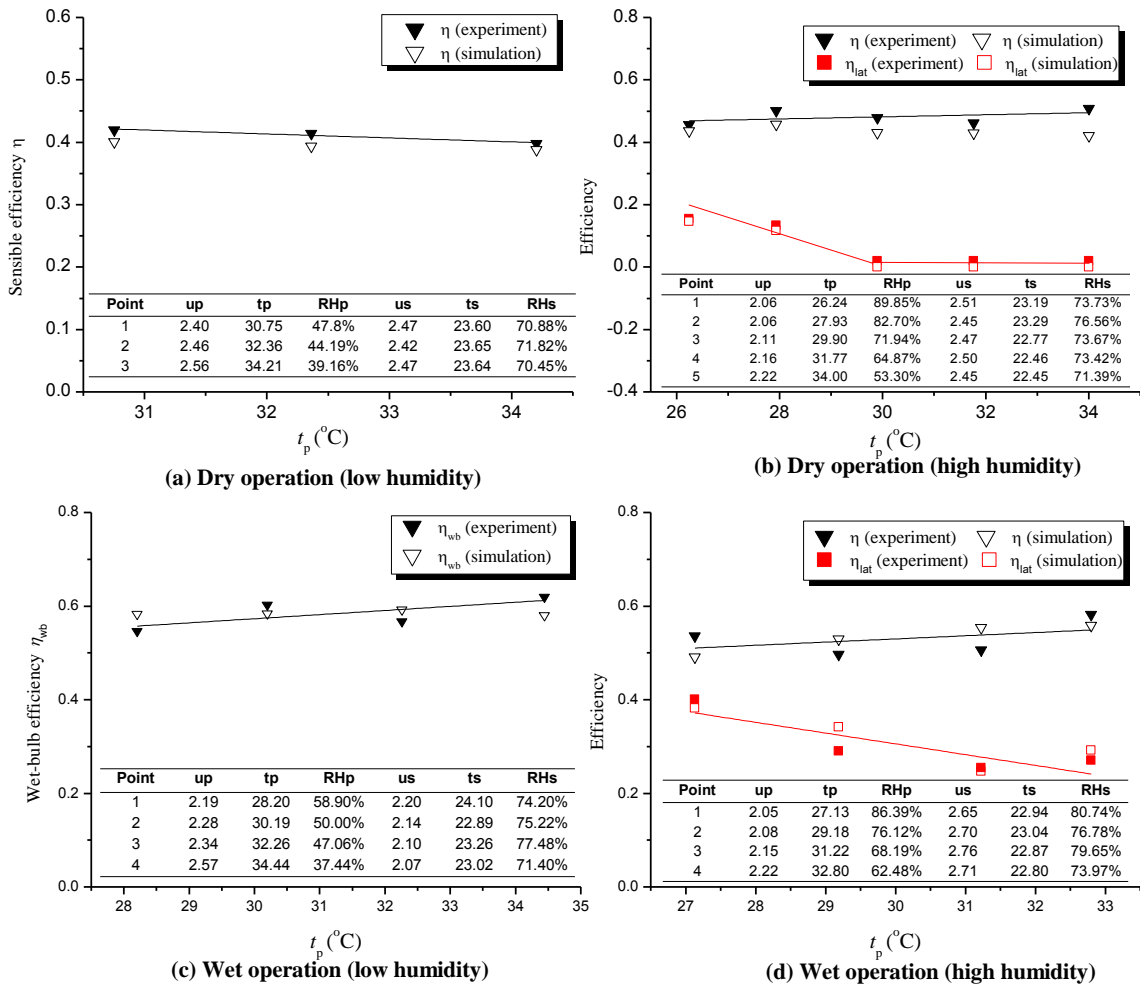 η (experiment)
η (simulation)
0.6
0.5
0.4
0.3
0.2
0.1
0.0
Sensible efficiency η
Point up tp RHp us ts RHs
1 2.40 30.75 47.8% 2.47 23.60 70.88%
2 2.46 32.36 44.19% 2.42 23.65 71.82%
3 2.56 34.21 39.16% 2.47 23.64 70.45%
31 32 33 34
tp (°C)
(a) Dry operation (low humidity)
η (experiment) η (simulation)
ηlat (experiment) ηlat (simulation)
0.8
0.6
0.4
0.2
0.0
-0.2
-0.4
Efficiency
Point up tp RHp us ts RHs
1 2.06 26.24 89.85% 2.51 23.19 73.73%
2 2.06 27.93 82.70% 2.45 23.29 76.56%
3 2.11 29.90 71.94% 2.47 22.77 73.67%
4 2.16 31.77 64.87% 2.50 22.46 73.42%
5 2.22 34.00 53.30% 2.45 22.45 71.39%
26 28 30 32 34
tp (°C)
(b) Dry operation (high humidity)
ηwb (experiment)
ηwb (simulation)
0.8
0.6
0.4
0.2
0.0
Wet-bulb efficiency ηwb
Point up tp RHp us ts RHs
1 2.19 28.20 58.90% 2.20 24.10 74.20%
2 2.28 30.19 50.00% 2.14 22.89 75.22%
3 2.34 32.26 47.06% 2.10 23.26 77.48%
4 2.57 34.44 37.44% 2.07 23.02 71.40%
28 29 30 31 32 33 34 35
tp (°C)
(c) Wet operation (low humidity)
η (experiment) η (simulation)
ηlat (experiment) ηlat (simulation)
0.8
0.6
0.4
0.2
0.0
Efficiency
Point up tp RHp us ts RHs
1 2.05 27.13 86.39% 2.65 22.94 80.74%
2 2.08 29.18 76.12% 2.70 23.04 76.78%
3 2.15 31.22 68.19% 2.76 22.87 79.65%
4 2.22 32.80 62.48% 2.71 22.80 73.97%
27 28 29 30 31 32 33
tp (°C)
(d) Wet operation (high humidity)